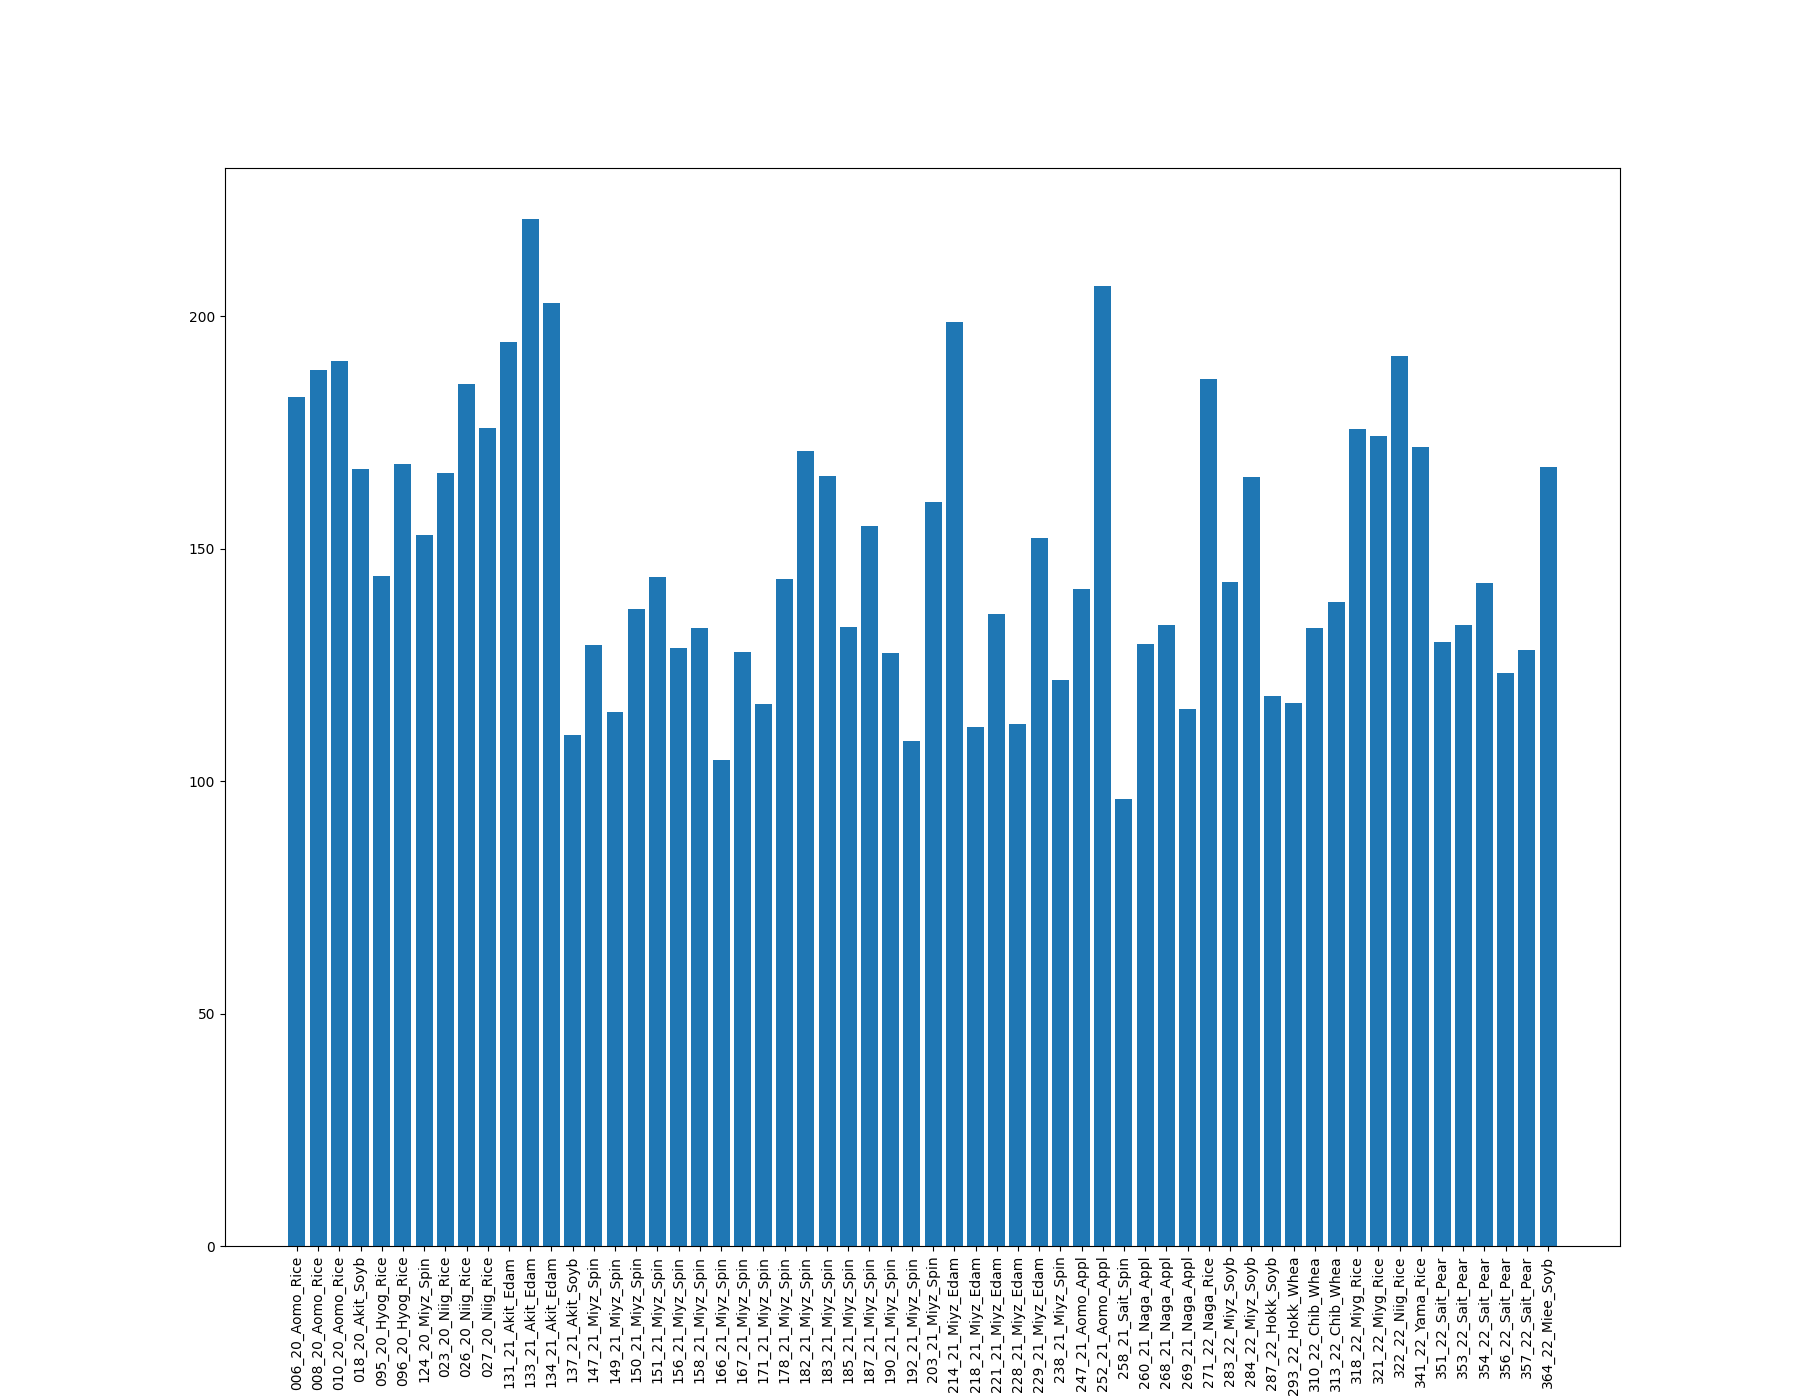 200
150
100
50
0
006_20_Aomo_Rice
008_20_Aomo_Rice
010_20_Aomo_Rice
018_20_Akit_Soyb
095_20_Hyog_Rice
096_20_Hyog_Rice
124_20_Miyz_Spin
023_20_Niig_Rice
026_20_Niig_Rice
027_20_Niig_Rice
131_21_Akit_Edam
133_21_Akit_Edam
134_21_Akit_Edam
137_21_Akit_Soyb
147_21_Miyz_Spin
149_21_Miyz_Spin
150_21_Miyz_Spin
151_21_Miyz_Spin
156_21_Miyz_Spin
158_21_Miyz_Spin
166_21_Miyz_Spin
167_21_Miyz_Spin
171_21_Miyz_Spin
178_21_Miyz_Spin
182_21_Miyz_Spin
183_21_Miyz_Spin
185_21_Miyz_Spin
187_21_Miyz_Spin
190_21_Miyz_Spin
192_21_Miyz_Spin
203_21_Miyz_Spin
214_21_Miyz_Edam
218_21_Miyz_Edam
221_21_Miyz_Edam
228_21_Miyz_Edam
229_21_Miyz_Edam
238_21_Miyz_Spin
247_21_Aomo_Appl
252_21_Aomo_Appl
258_21_Sait_Spin
260_21_Naga_Appl
268_21_Naga_Appl
269_21_Naga_Appl
271_22_Naga_Rice
283_22_Miyz_Soyb
284_22_Miyz_Soyb
287_22_Hokk_Soyb
293_22_Hokk_Whea
310_22_Chib_Whea
313_22_Chib_Whea
318_22_Miyg_Rice
321_22_Miyg_Rice
322_22_Niig_Rice
341_22_Yama_Rice
351_22_Sait_Pear
353_22_Sait_Pear
354_22_Sait_Pear
356_22_Sait_Pear
357_22_Sait_Pear
364_22_Miee_Soyb